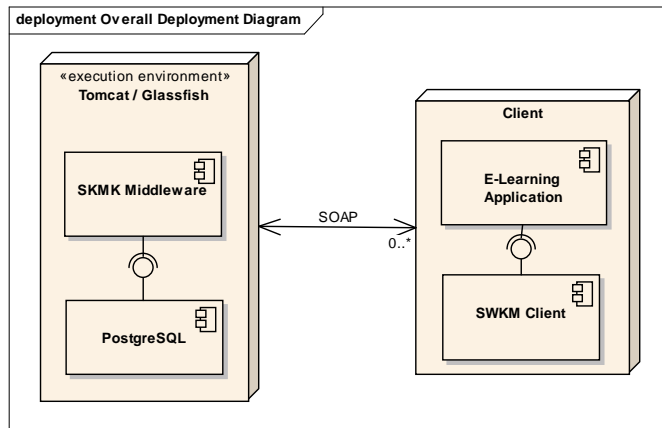 deployment Overall Deployment Diagram
«execution environment»
Tomcat / Glassfish
SKMK Middleware
PostgreSQL
SOAP
0..*
Client
E-Learning
Application
SWKM Client